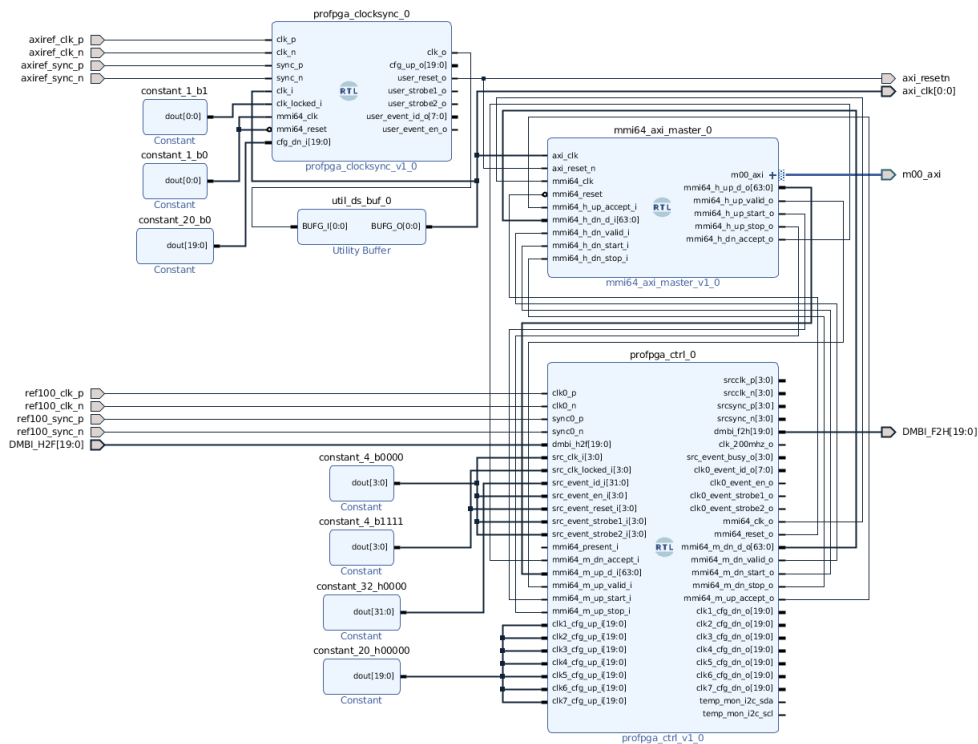 profpga_clocksync_0
axiref_clk_p
axiref_clk_n
axiref_sync_p
axiref_sync_n
clk_p
clk_n
sync_p
sync_n
clk_i
clk_locked_i
mmi64_clk
mmi64_reset
cfg_dn_i[19:0]
RTL
clk_o
cfg_up_o[19:0]
user_reset_o
user_strobe1_o
user_strobe2_o
user_event_id_o[7:0]
user_event_en_o
profpga_clocksync_v1_0
constant_1_b1
dout[0:0]
Constant
constant_1_b0
dout[0:0]
Constant
constant_20_b0
dout[19:0]
Constant
util_ds_buf_0
BUFG_I[0:0] BUFG_O[0:0]
Utility Buffer
axi_resetn
axi_clk[0:0]
m00_axi
mmi64_axi_master_0
axi_clk
axi_reset_n
mmi64_clk
mmi64_reset
mmi64_h_up_accept_i
mmi64_h_dn_d_i[63:0]
mmi64_h_dn_valid_i
mmi64_h_dn_start_i
mmi64_h_dn_stop_i
RTL
m00_axi
mmi64_h_up_d_o[63:0]
mmi64_h_up_valid_o
mmi64_h_up_start_o
mmi64_h_up_stop_o
mmi64_h_dn_accept_o
mmi64_axi_master_v1_0
profpga_ctrl_0
ref100_clk_p
ref100_clk_n
ref100_sync_p
ref100_sync_n
DMBI_H2F[19:0]
clk0_p
clk0_n
sync0_p
sync0_n
dmbi_h2f[19:0]
src_clk_i[3:0]
src_clk_locked_i[3:0]
src_event_id_i[31:0]
src_event_en_i[3:0]
src_event_reset_i[3:0]
src_event_strobe1_i[3:0]
src_event_strobe2_i[3:0]
mmi64_present_i
mmi64_m_dn_accept_i
mmi64_m_up_d_i[63:0]
mmi64_m_up_valid_i
mmi64_m_up_start_i
mmi64_m_up_stop_i
clk1_cfg_up_i[19:0]
clk2_cfg_up_i[19:0]
clk3_cfg_up_i[19:0]
clk4_cfg_up_i[19:0]
clk5_cfg_up_i[19:0]
clk6_cfg_up_i[19:0]
clk7_cfg_up_i[19:0]
RTL
srcclk_p[3:0]
srcclk_n[3:0]
srcsync_p[3:0]
srcsync_n[3:0]
dmbi_f2h[19:0]
clk_200mhz_o
src_event_busy_o[3:0]
clk0_event_id_o[7:0]
clk0_event_en_o
clk0_event_strobe1_o
clk0_event_strobe2_o
mmi64_clk_o
mmi64_reset_o
mmi64_m_dn_d_o[63:0]
mmi64_m_dn_valid_o
mmi64_m_dn_start_o
mmi64_m_dn_stop_o
mmi64_m_up_accept_o
clk1_cfg_dn_o[19:0]
clk2_cfg_dn_o[19:0]
clk3_cfg_dn_o[19:0]
clk4_cfg_dn_o[19:0]
clk5_cfg_dn_o[19:0]
clk6_cfg_dn_o[19:0]
clk7_cfg_dn_o[19:0]
temp_mon_i2c_sda
temp_mon_i2c_scl
profpga_ctrl_v1_0
DMBI_F2H[19:0]
constant_4_b0000
dout[3:0]
Constant
constant_4_b1111
dout[3:0]
Constant
constant_32_h0000
dout[31:0]
Constant
constant_20_h00000
dout[19:0]
Constant